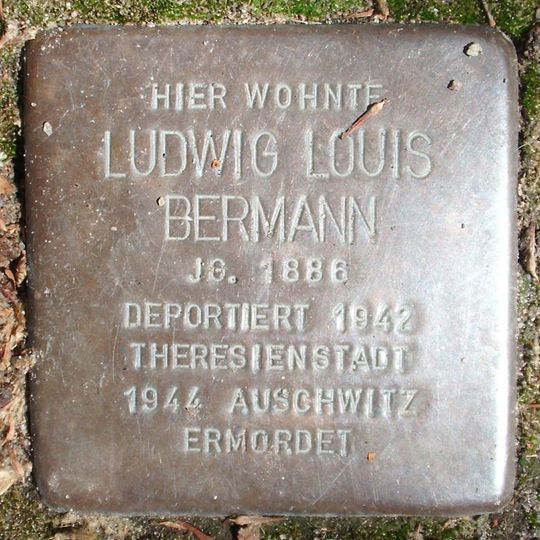 HIER WOHNTE
LUDWIG LOUIS
BERMANN
JG. 1886
DEPORTIERT 1942
THERESIENSTADT
1944 AUSCHWITZ
ERMORDET